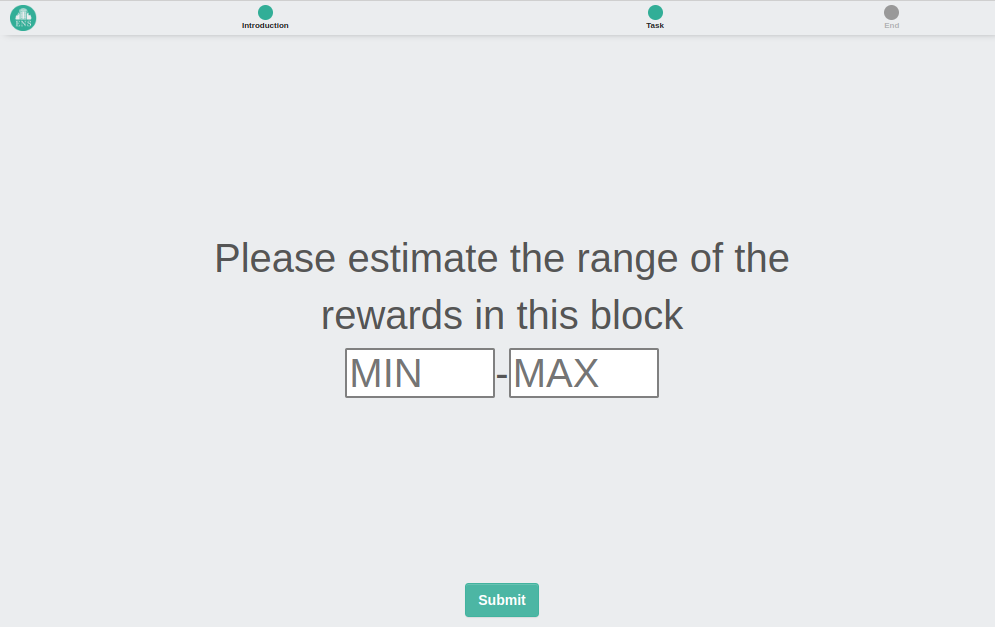 ENS
Introduction
Task
End
Please estimate the range of the
rewards in this block
MIN - MAX
Submit